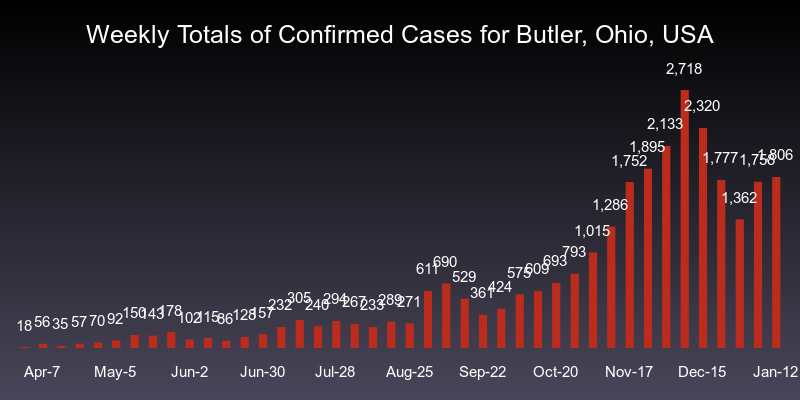 Weekly Totals of Confirmed Cases for Butler, Ohio, USA
18 56 35 57 70 92 150 143 178 102 115 86 128 157 232 305 240 294 267 233 289 271 611 690 529 361 424 575 609 693 793 1,015 1,286 1,752 1,895 2,133 2,718 2,320 1,777 1,362 1,758 1,806
Apr-7 May-5 Jun-2 Jun-30 Jul-28 Aug-25 Sep-22 Oct-20 Nov-17 Dec-15 Jan-12